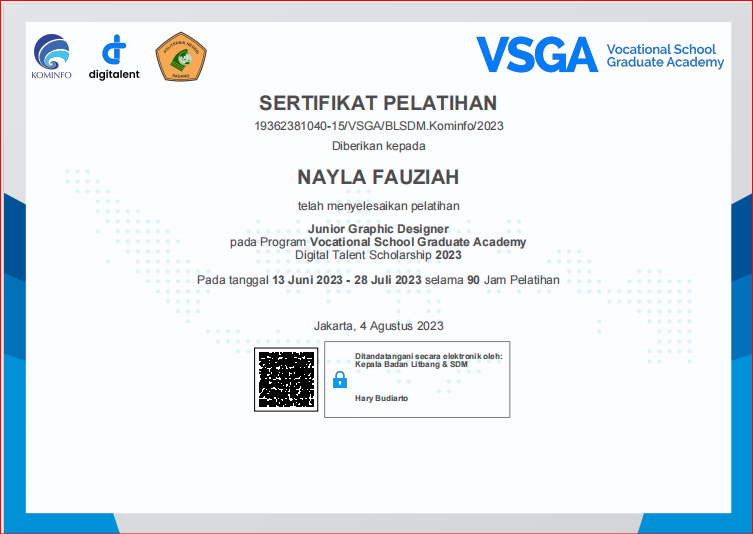 KOMINFO
digitalent
POLITEKNIK NEGERI
PADANG
VSGA
Vocational School
Graduate Academy
SERTIFIKAT PELATIHAN
19362381040-15/VSGA/BLSDM.Kominfo/2023
Diberikan kepada
NAYLA FAUZIAH
telah menyelesaikan pelatihan
Junior Graphic Designer
pada Program Vocational School Graduate Academy
Digital Talent Scholarship 2023
Pada tanggal 13 Juni 2023 - 28 Juli 2023 selama 90 Jam Pelatihan
Jakarta, 4 Agustus 2023
Ditandatangani secara elektronik oleh:
Kepala Badan Litbang & SDM
Hary Budiarto